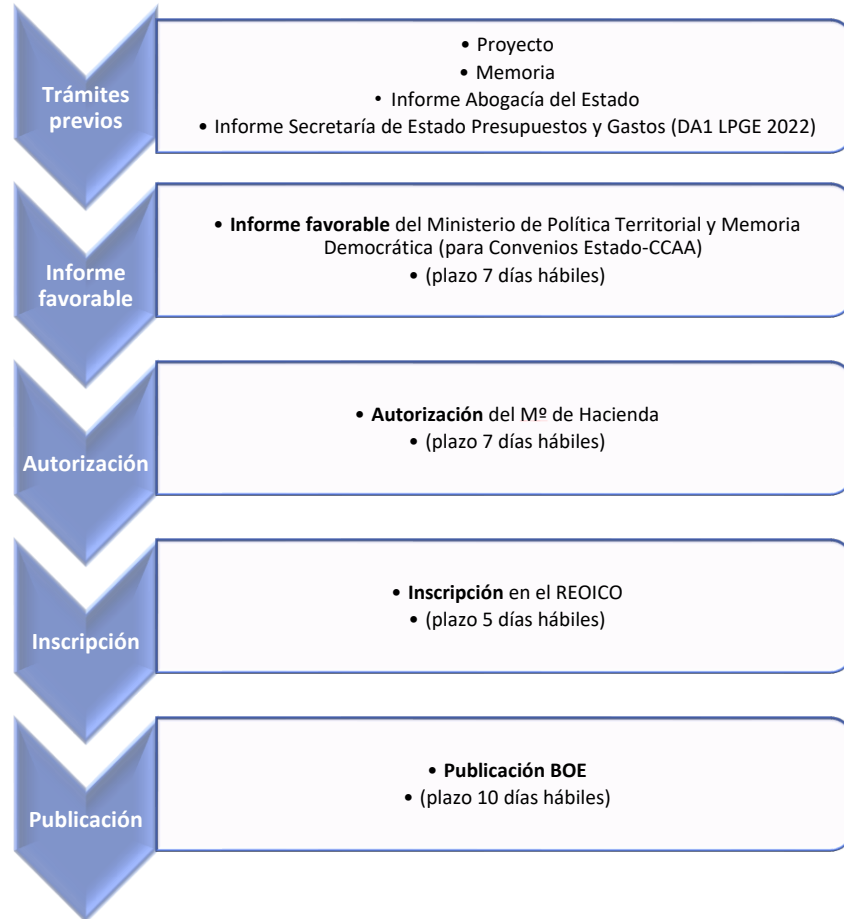 Trámites
previos
• Proyecto
• Memoria
• Informe Abogacía del Estado
• Informe Secretaría de Estado Presupuestos y Gastos (DA1 LPGE 2022)
Informe
favorable
• Informe favorable del Ministerio de Política Territorial y Memoria
Democrática (para Convenios Estado-CCAA)
• (plazo 7 días hábiles)
Autorización
• Autorización del Mº de Hacienda
• (plazo 7 días hábiles)
Inscripción
• Inscripción en el REOICO
• (plazo 5 días hábiles)
Publicación
• Publicación BOE
• (plazo 10 días hábiles)